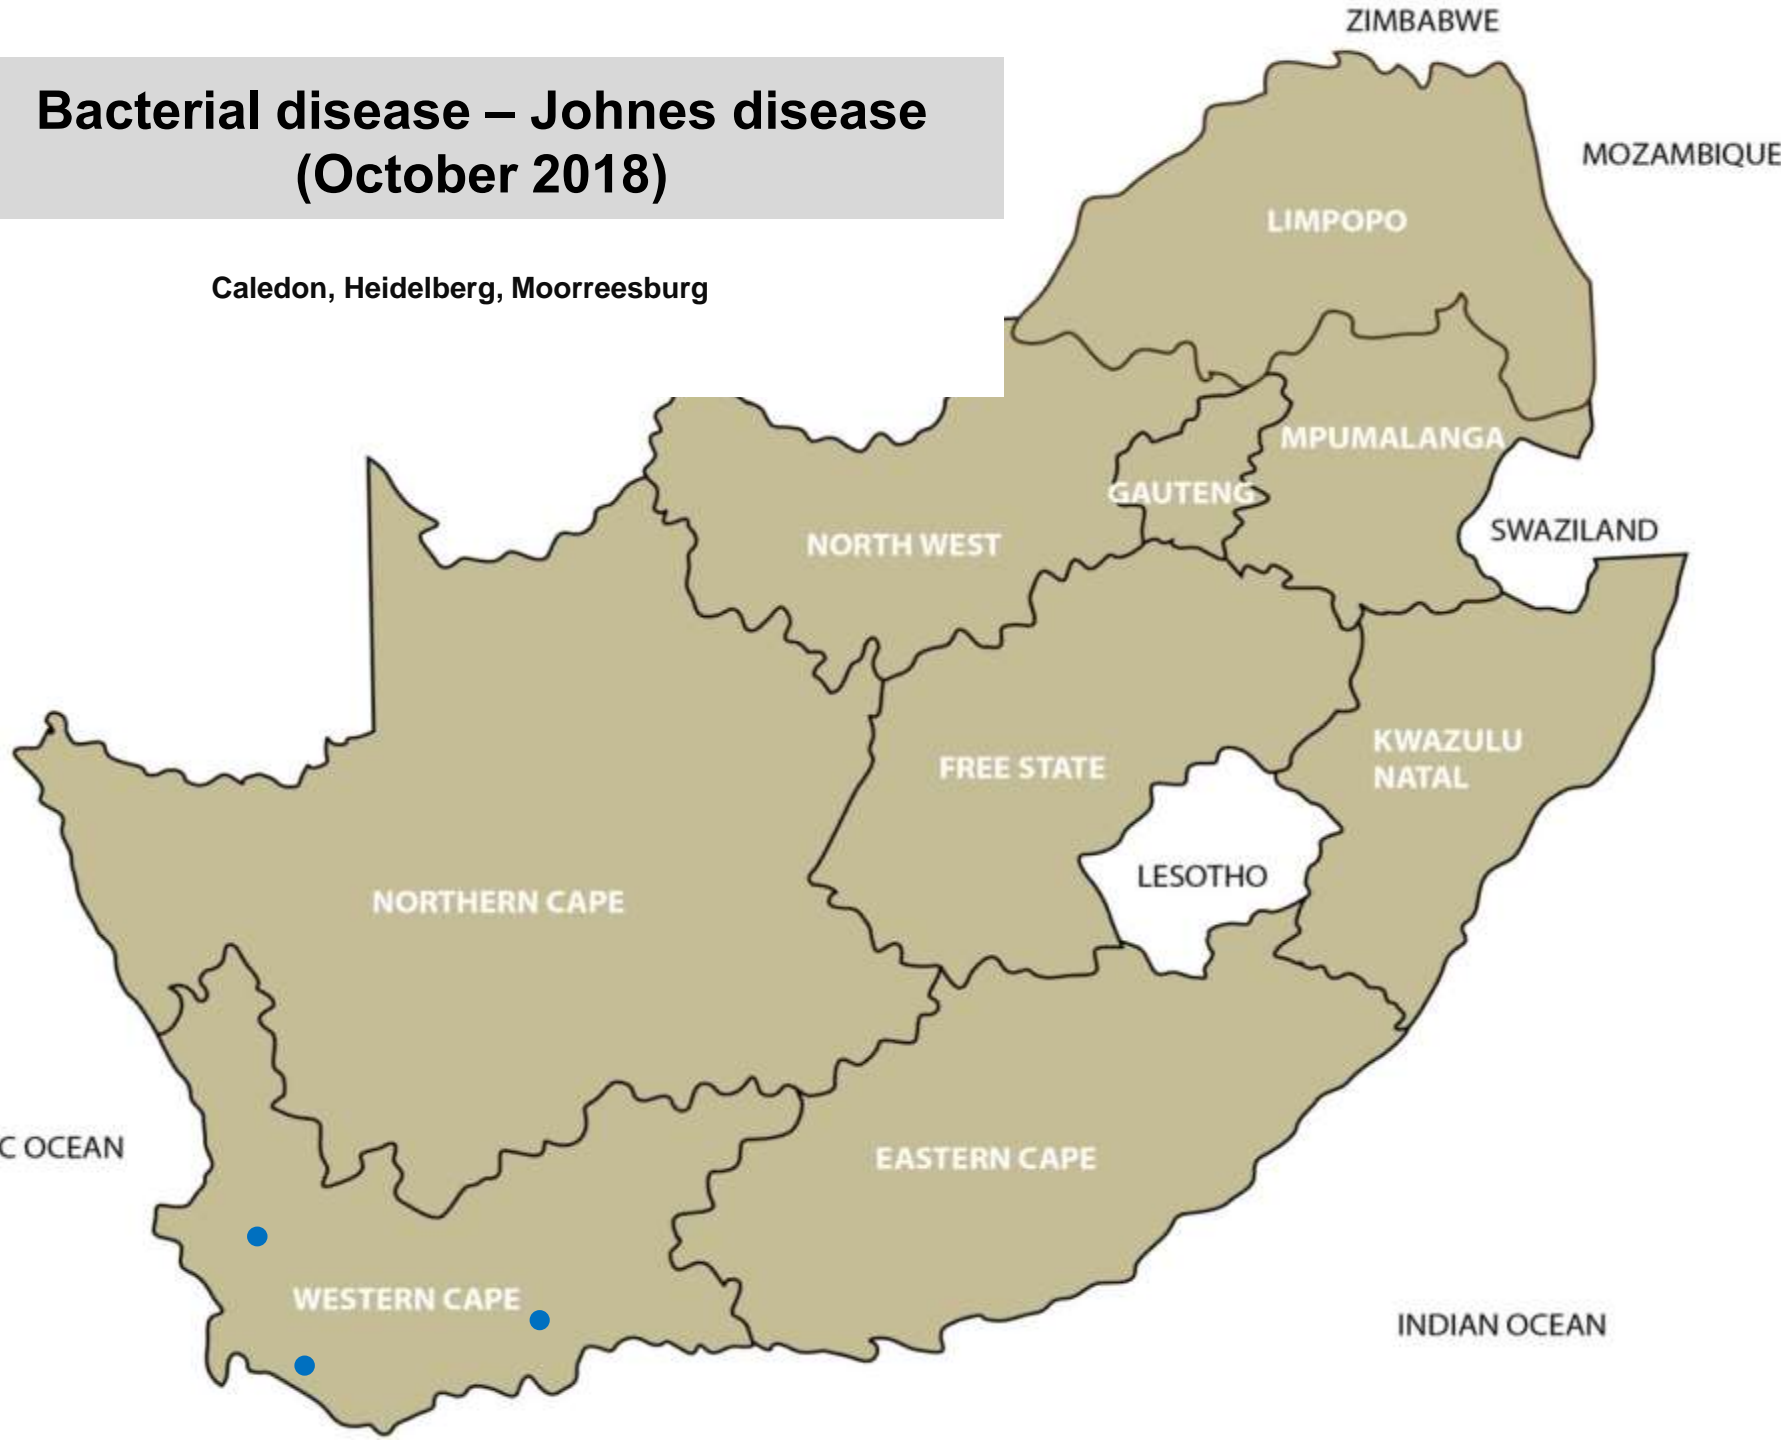 ZIMBABWE
Bacterial disease – Johnes disease
(October 2018)
MOZAMBIQUE
LIMPOPO
Caledon, Heidelberg, Moorreesburg
MPUMALANGA
GAUTENG
SWAZILAND
NORTH WEST
KWAZULU
NATAL
FREE STATE
LESOTHO
NORTHERN CAPE
C OCEAN
EASTERN CAPE
WESTERN CAPE
INDIAN OCEAN